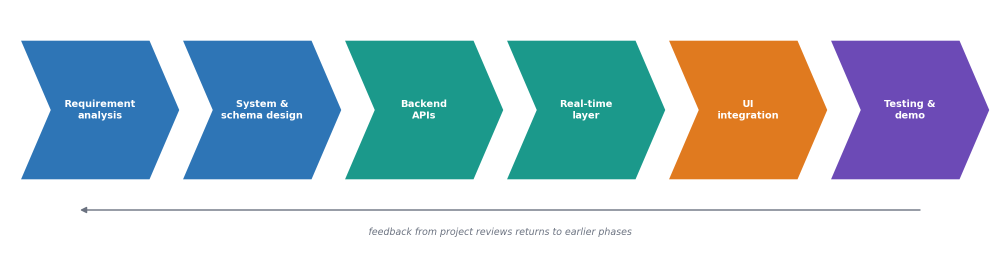 Requirement
analysis
System &
schema design
Backend
APIs
Real-time
layer
UI
integration
Testing &
demo
feedback from project reviews returns to earlier phases